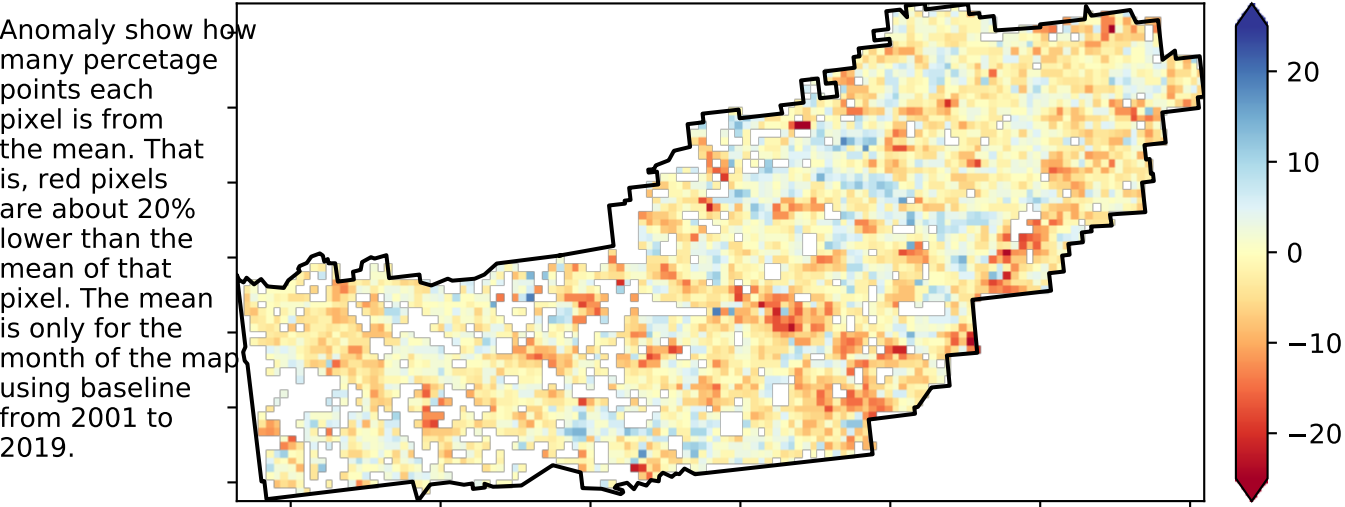 Anomaly show how
many percetage
points each
pixel is from
the mean. That
is, red pixels
are about 20%
lower than the
mean of that
pixel. The mean
is only for the
month of the map
using baseline
from 2001 to
2019.
20
10
0
−10
−20